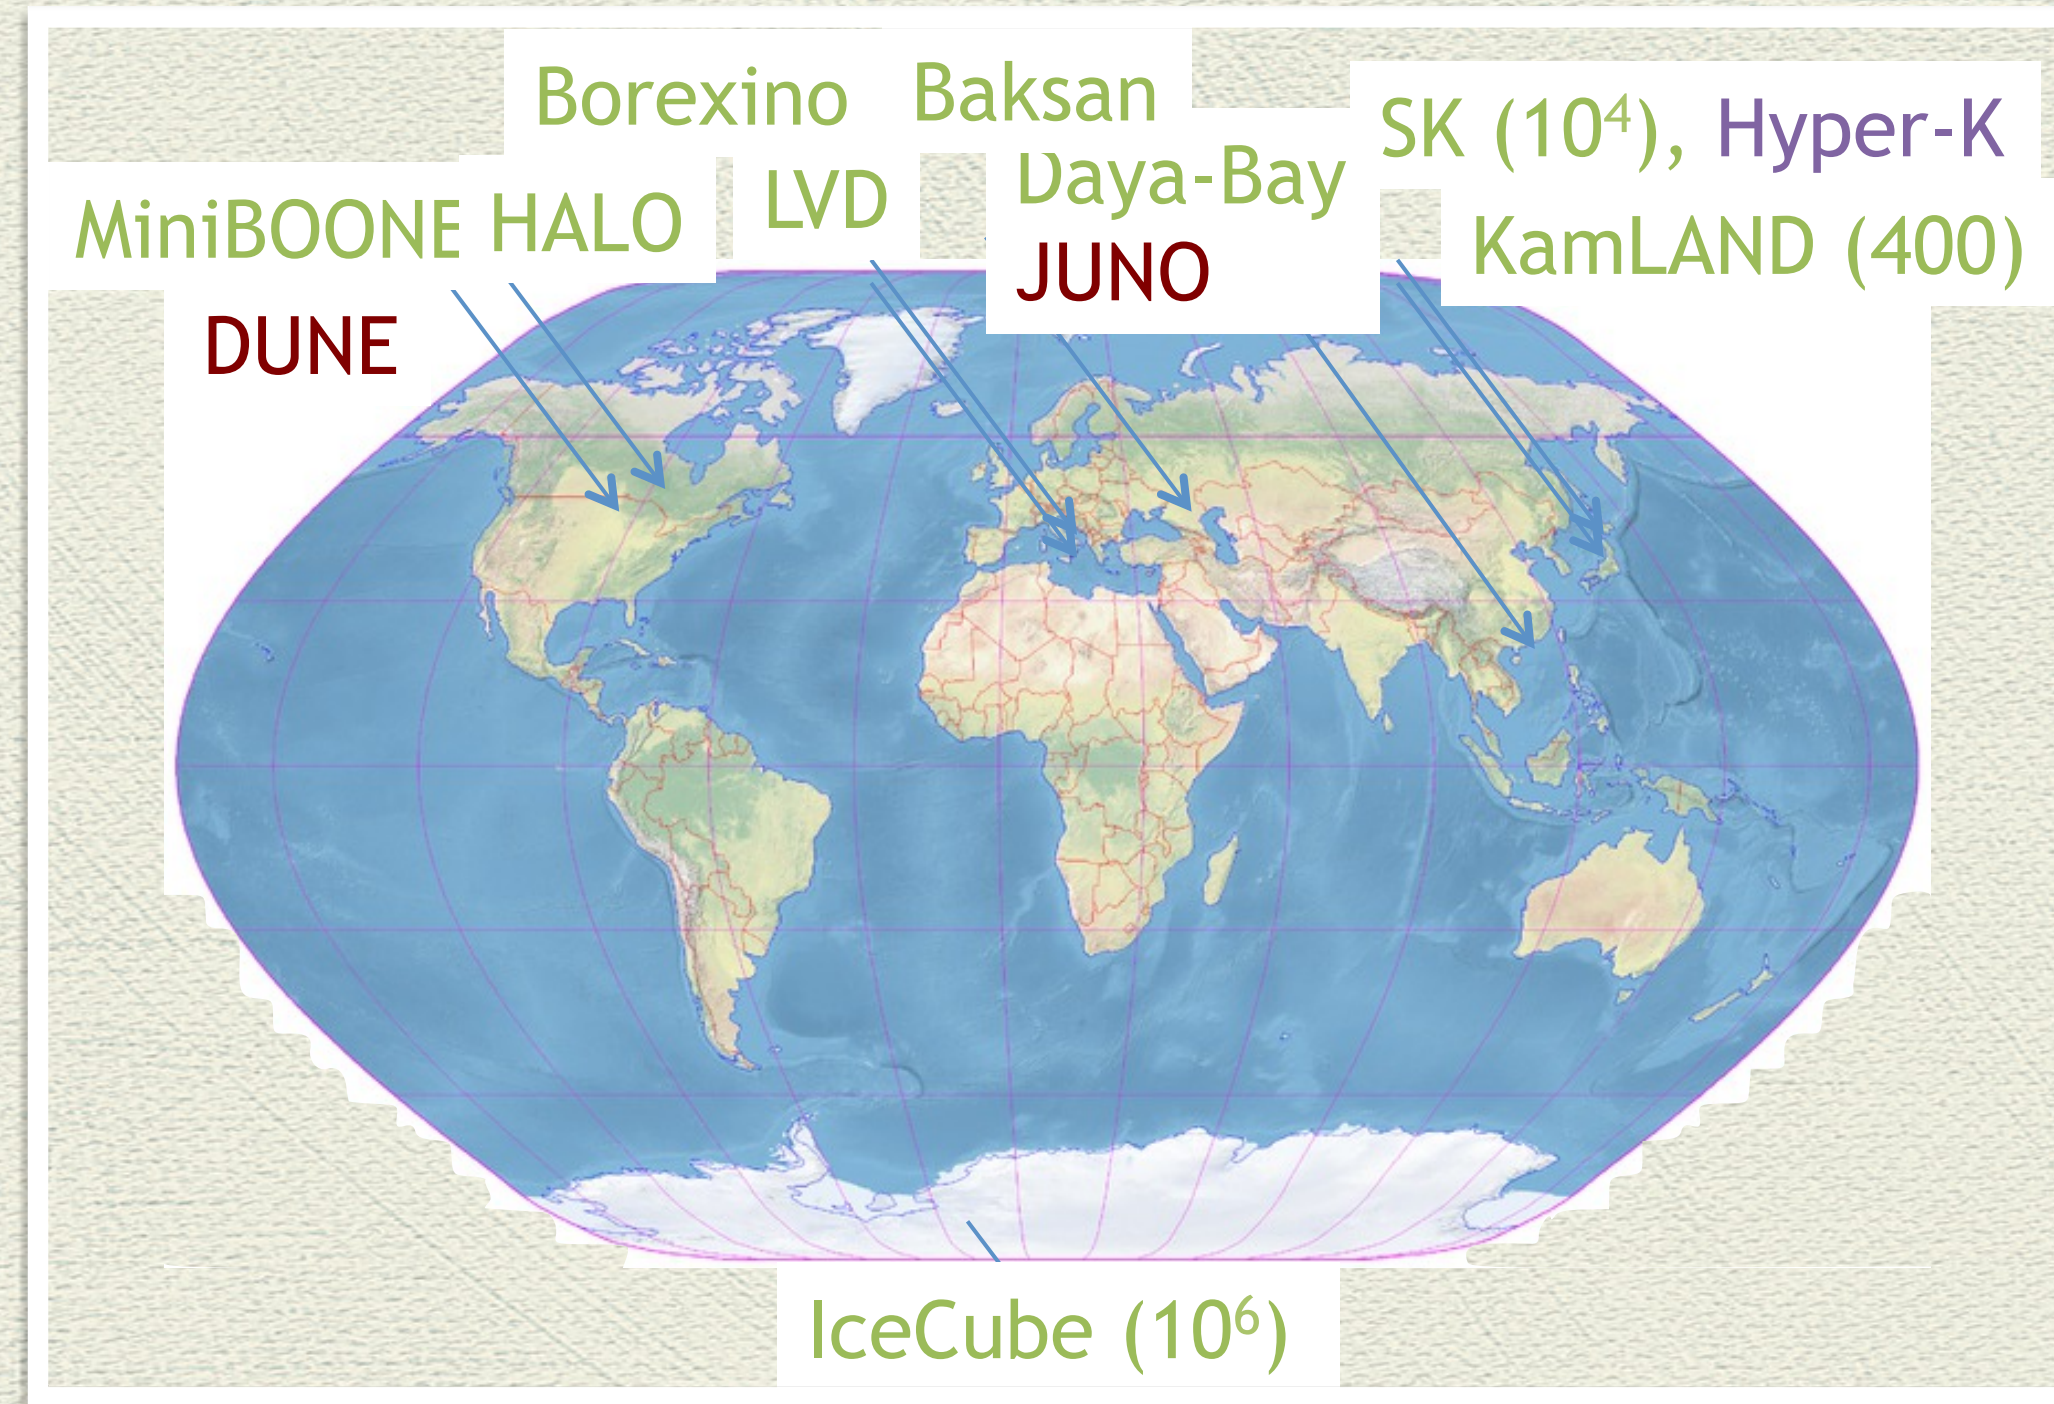 Borexino
Baksan
SK (10⁴), Hyper-K
MiniBOONE
HALO
LVD
Daya-Bay
KamLAND (400)
JUNO
DUNE
IceCube (10⁶)